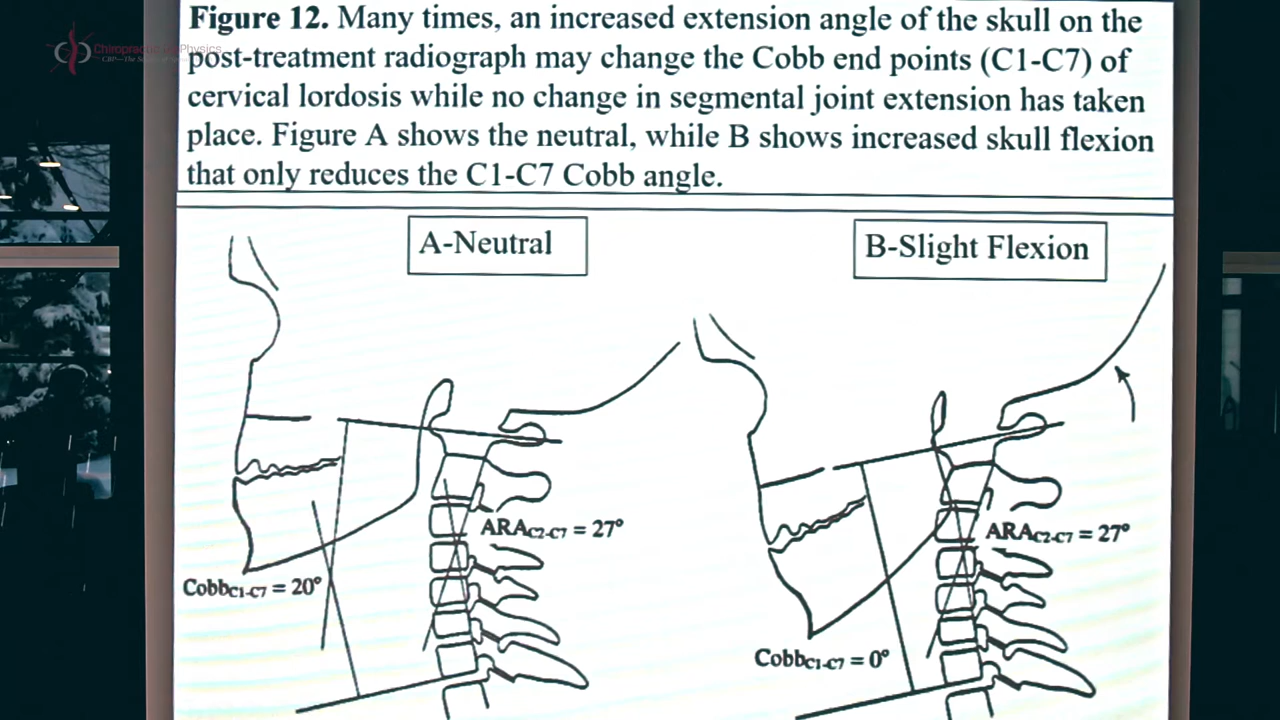 Figure 12. Many times, an increased extension angle of the skull on the
post-treatment radiograph may change the Cobb end points (C1-C7) of
cervical lordosis while no change in segmental joint extension has taken
place. Figure A shows the neutral, while B shows increased skull flexion
that only reduces the C1-C7 Cobb angle.
A-Neutral
B-Slight Flexion
ARAC2-C7 = 27°
ARAC2-C7 = 27°
CobbC1-C7 = 20°
CobbC1-C7 = 0°